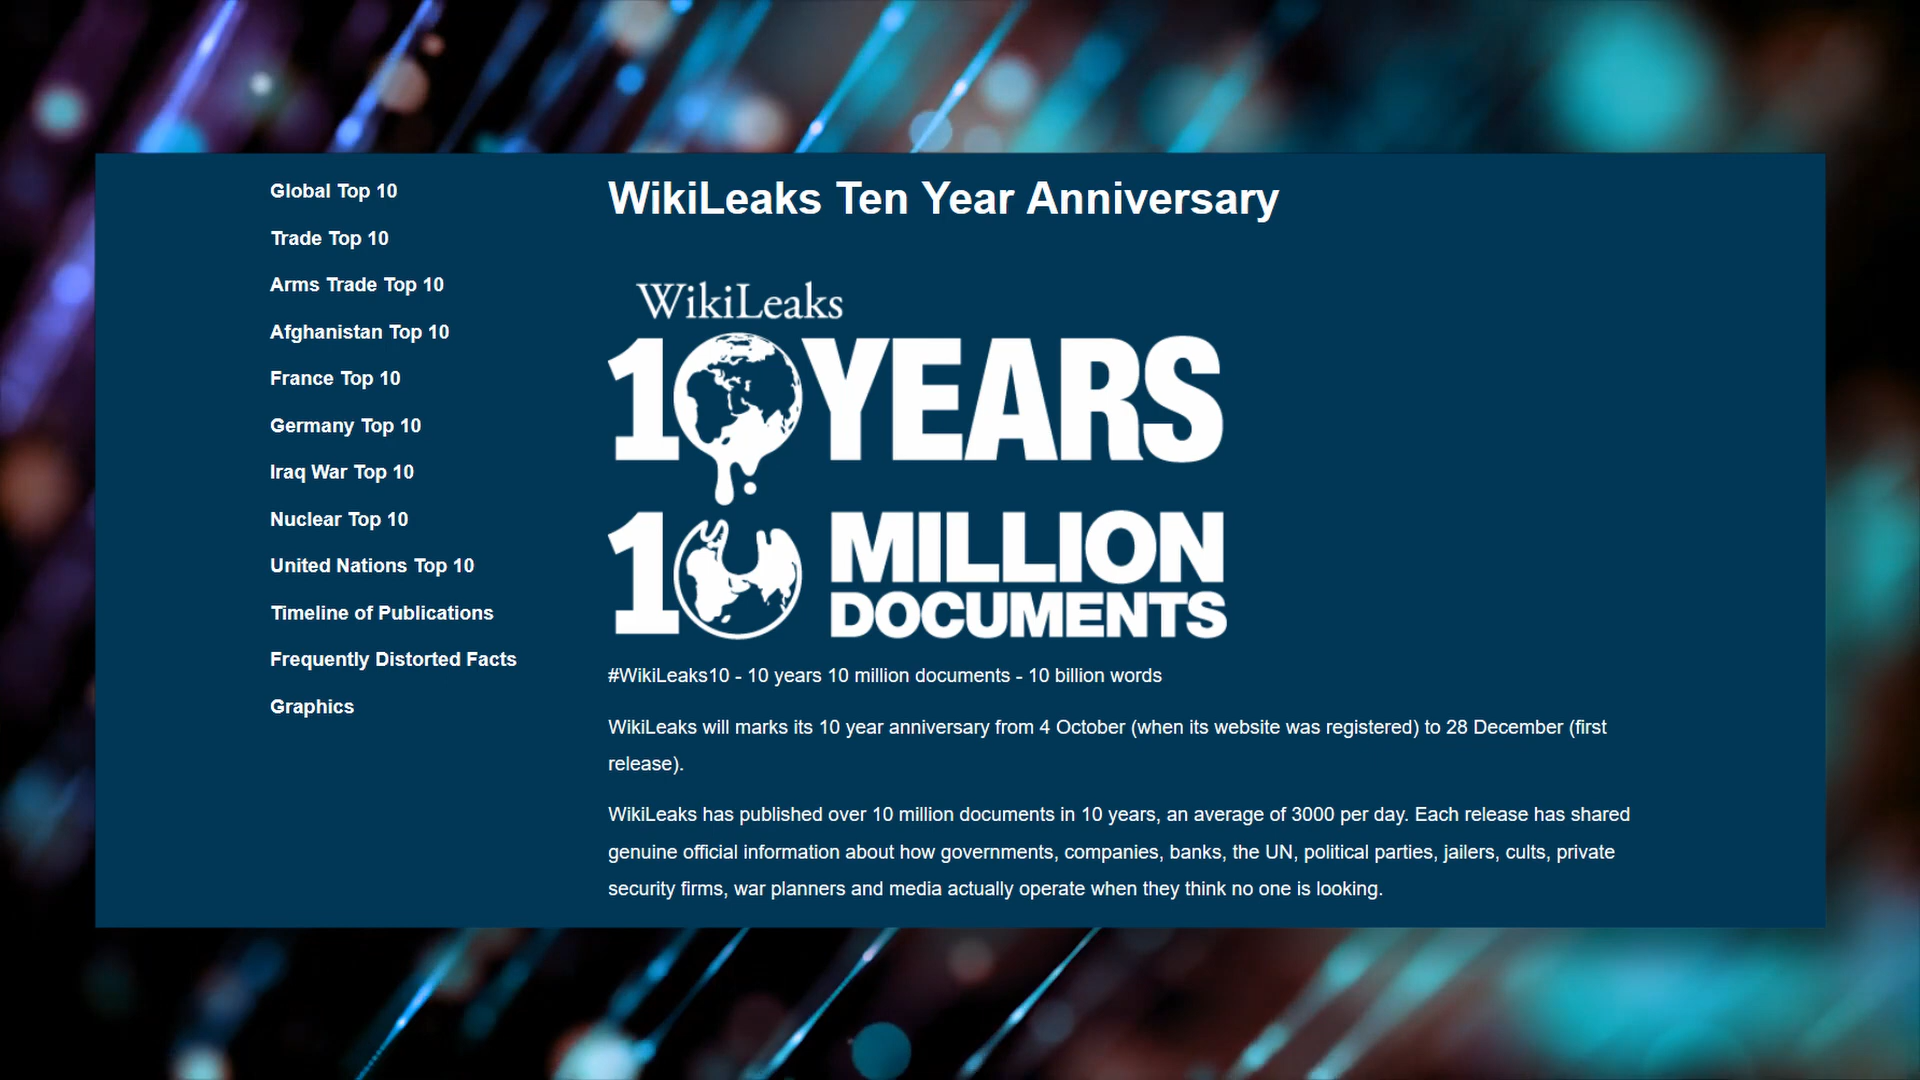 Global Top 10
Trade Top 10
Arms Trade Top 10
Afghanistan Top 10
France Top 10
Germany Top 10
Iraq War Top 10
Nuclear Top 10
United Nations Top 10
Timeline of Publications
Frequently Distorted Facts
Graphics
WikiLeaks Ten Year Anniversary
WikiLeaks
10 YEARS
10 MILLION
DOCUMENTS
#WikiLeaks10 - 10 years 10 million documents - 10 billion words
WikiLeaks will marks its 10 year anniversary from 4 October (when its website was registered) to 28 December (first
release).
WikiLeaks has published over 10 million documents in 10 years, an average of 3000 per day. Each release has shared
genuine official information about how governments, companies, banks, the UN, political parties, jailers, cults, private
security firms, war planners and media actually operate when they think no one is looking.